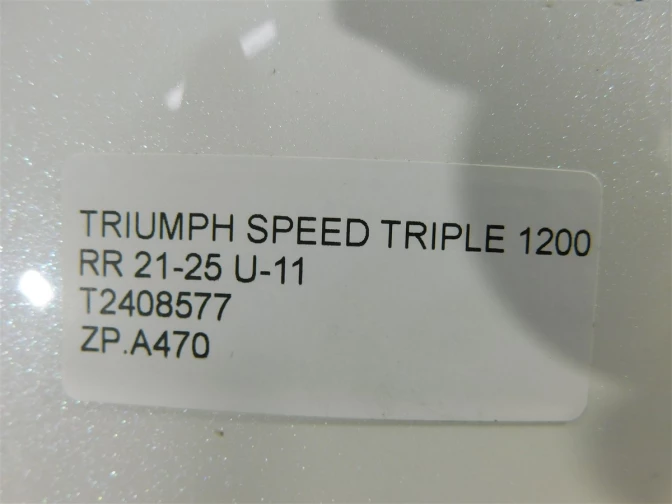 TRIUMPH SPEED TRIPLE 1200
RR 21-25 U-11
T2408577
ZP.A470